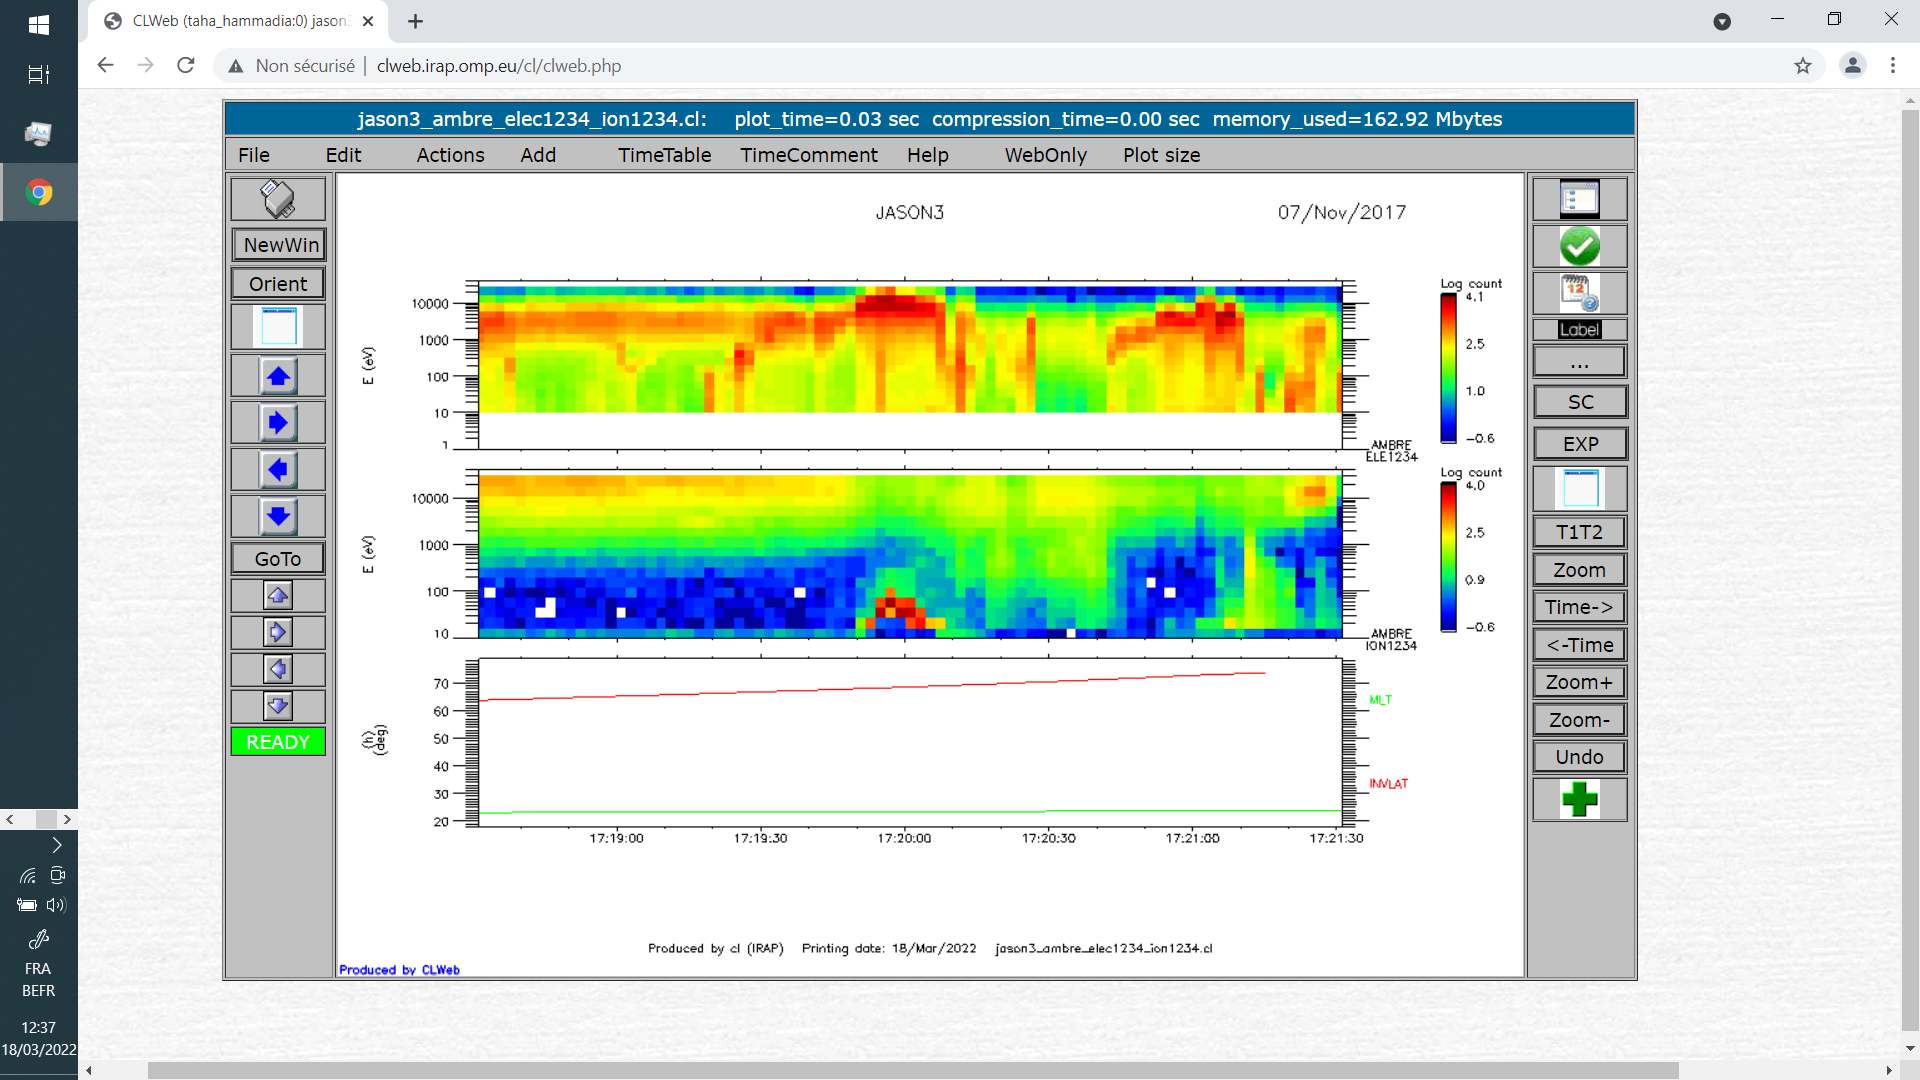 CLWeb (taha_hammadia:0) jason3
Non sécurisé | clweb.irap.omp.eu/cl/clweb.php
jason3_ambre_elec1234_ion1234.cl: plot_time=0.03 sec compression_time=0.00 sec memory_used=162.92 Mbytes
File Edit Actions Add TimeTable TimeComment Help WebOnly Plot size
NewWin
Orient
GoTo
READY
JASON3 07/Nov/2017
10000
1000
100
10
1
E (eV)
AMBRE
ELE1234
Log count
4.1
2.5
1.0
-0.6
10000
1000
100
10
E (eV)
AMBRE
ION1234
Log count
4.0
2.5
0.9
-0.6
70
60
50
40
30
20
(h)
(deg)
MLT
INVLAT
17:19:00 17:19:30 17:20:00 17:20:30 17:21:00 17:21:30
Produced by cl (IRAP) Printing date: 18/Mar/2022 jason3_ambre_elec1234_ion1234.cl
Produced by CLWeb
12
Label
...
SC
EXP
T1T2
Zoom
Time->
<-Time
Zoom+
Zoom-
Undo
FRA
BEFR
12:37
18/03/2022